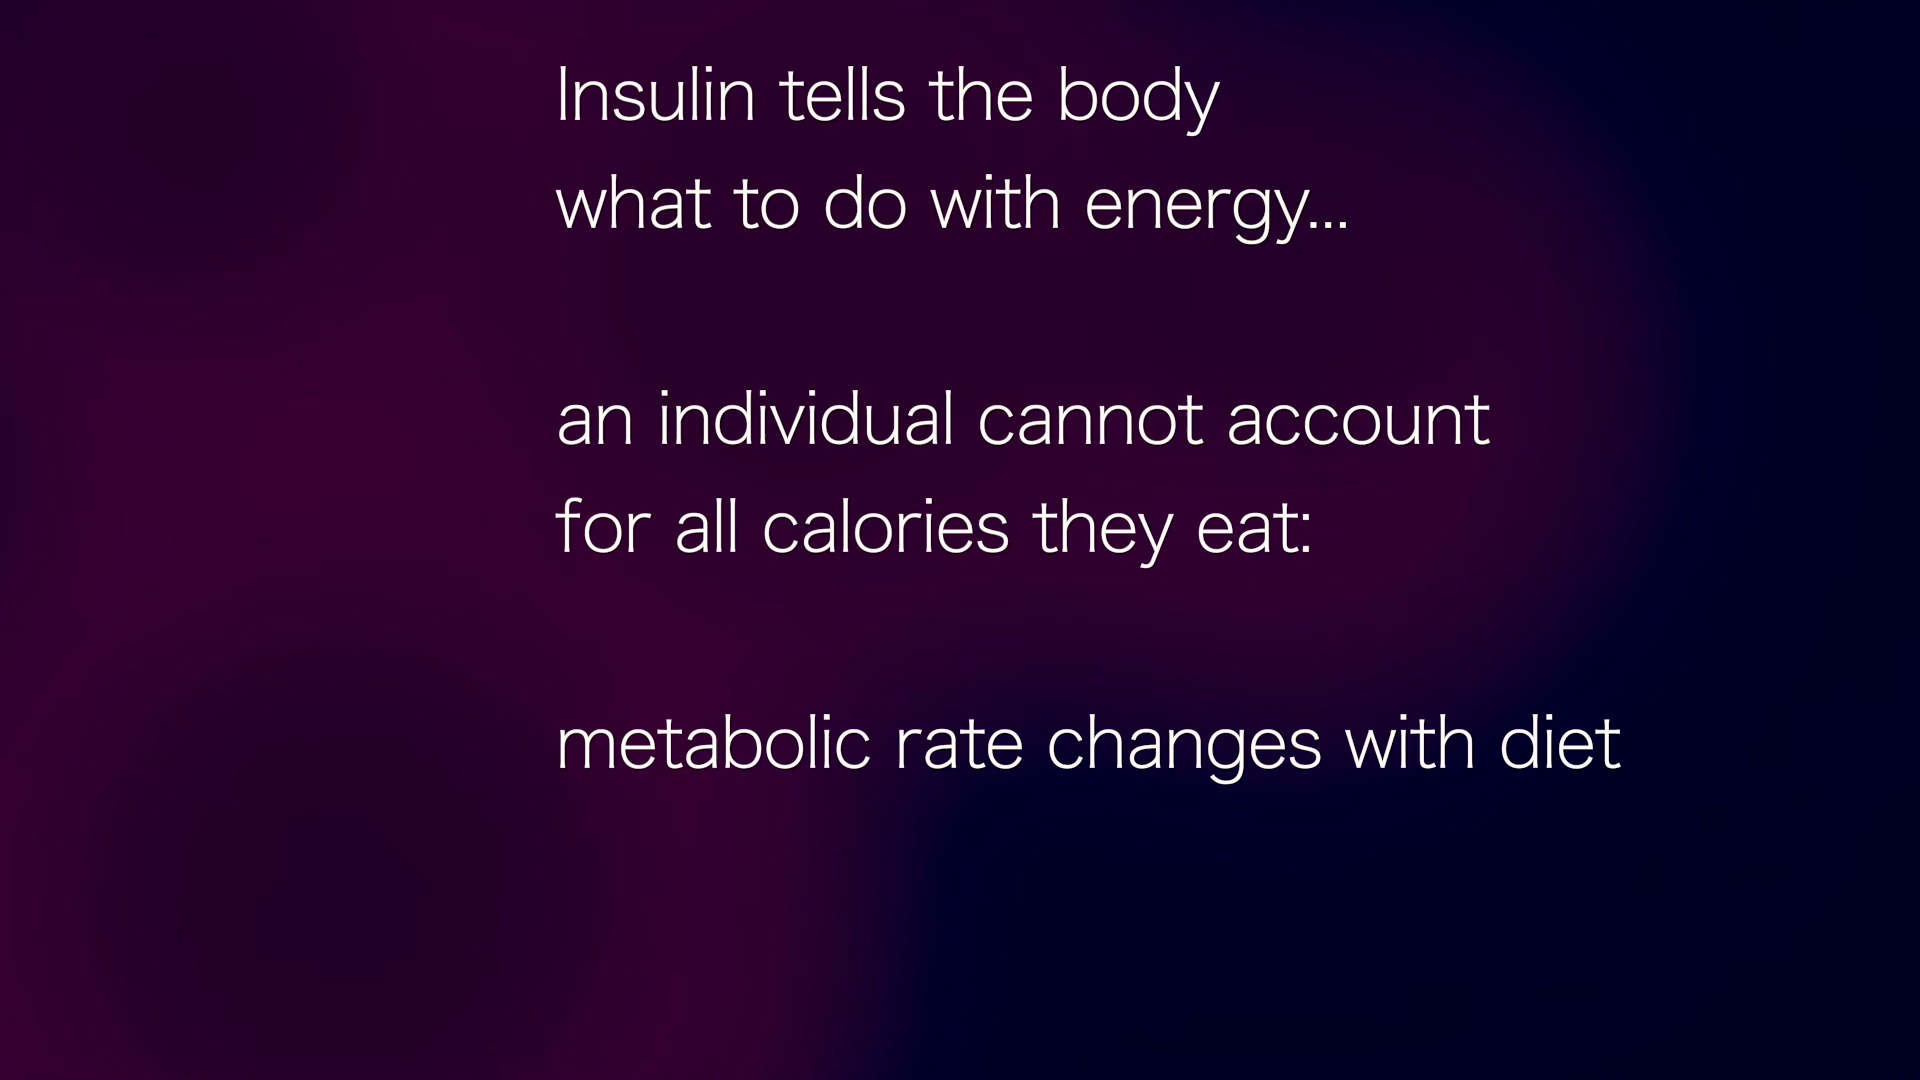 Insulin tells the body
what to do with energy...
an individual cannot account
for all calories they eat:
metabolic rate changes with diet